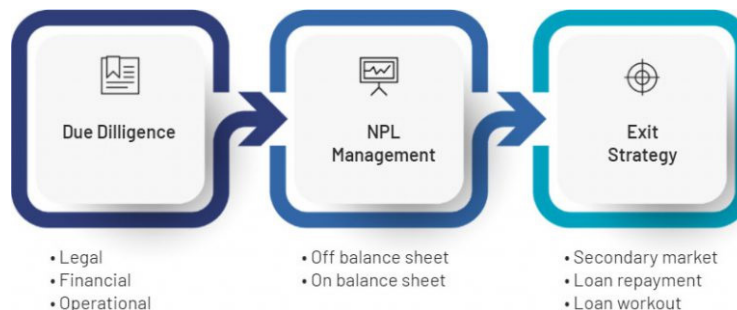 Due Dilligence
NPL
Management
Exit
Strategy
• Legal
• Financial
• Operational
• Off balance sheet
• On balance sheet
• Secondary market
• Loan repayment
• Loan workout